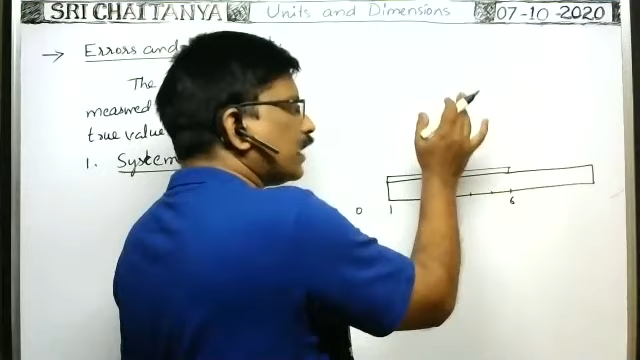 SRI CHAITANYA
Units and Dimensions
07-10-2020
→ Errors and
The
measured
true value
1. System
0 1 6